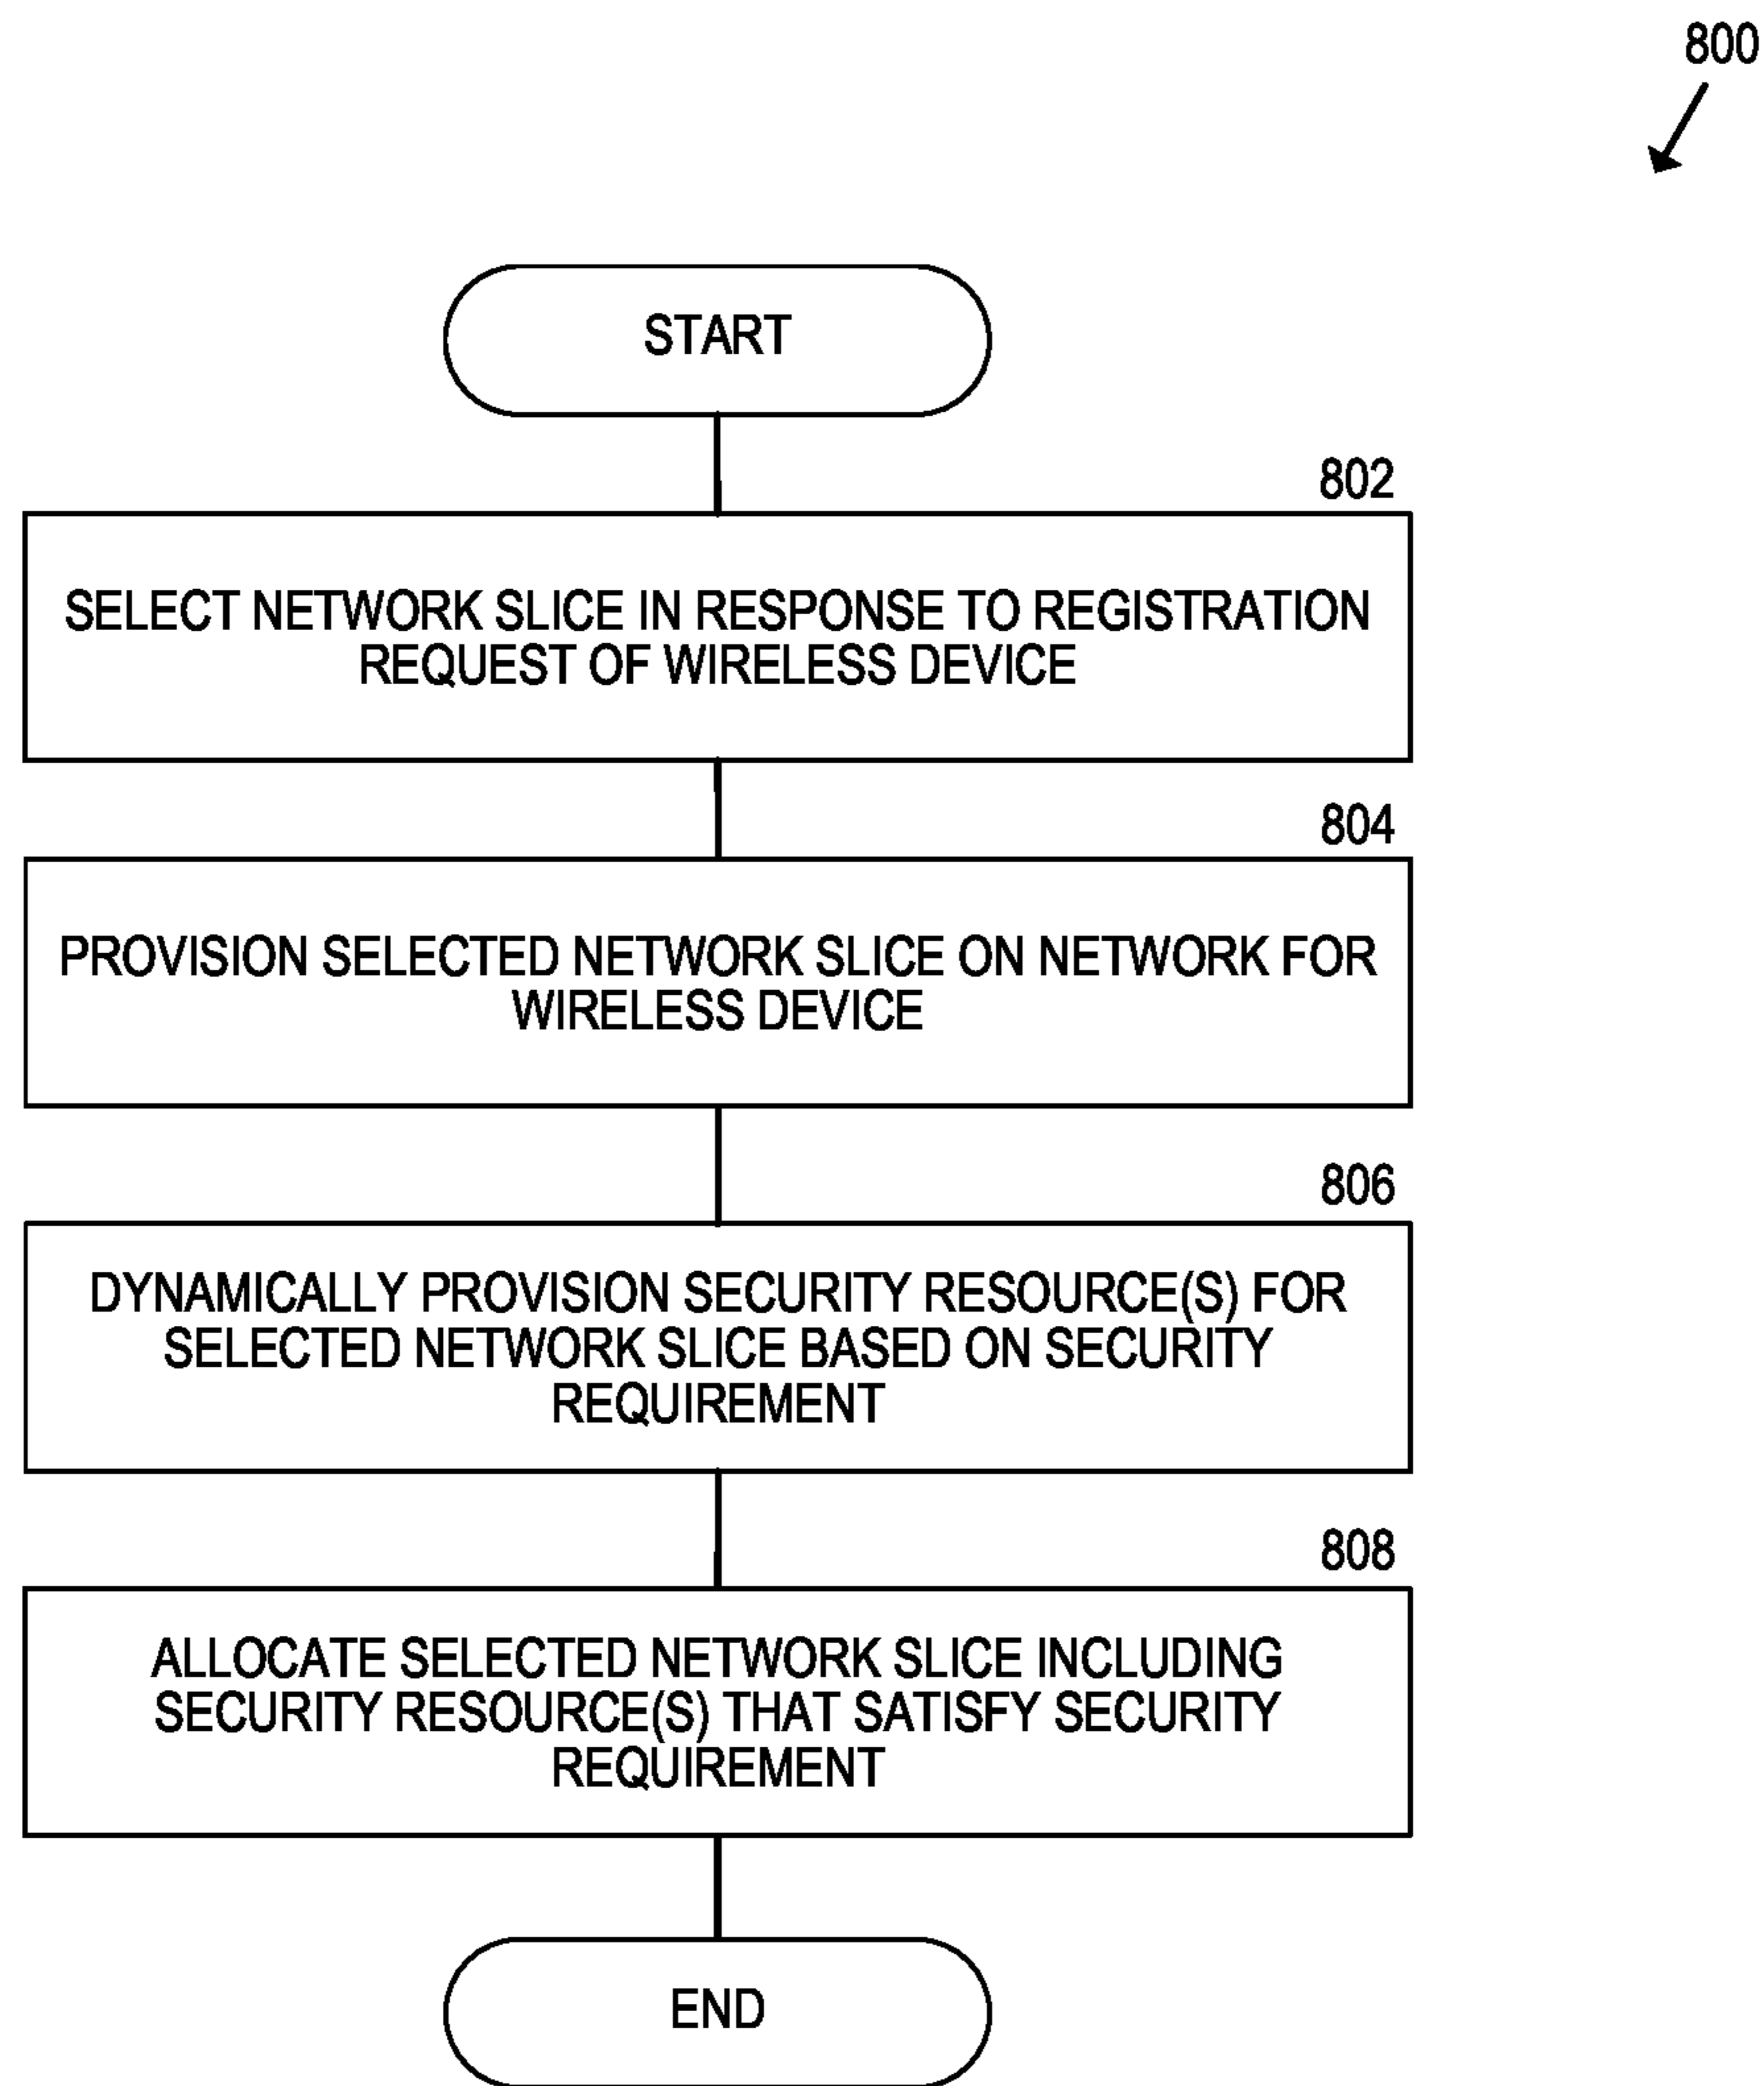 800
START
802
SELECT NETWORK SLICE IN RESPONSE TO REGISTRATION
REQUEST OF WIRELESS DEVICE
804
PROVISION SELECTED NETWORK SLICE ON NETWORK FOR
WIRELESS DEVICE
806
DYNAMICALLY PROVISION SECURITY RESOURCE(S) FOR
SELECTED NETWORK SLICE BASED ON SECURITY
REQUIREMENT
808
ALLOCATE SELECTED NETWORK SLICE INCLUDING
SECURITY RESOURCE(S) THAT SATISFY SECURITY
REQUIREMENT
END